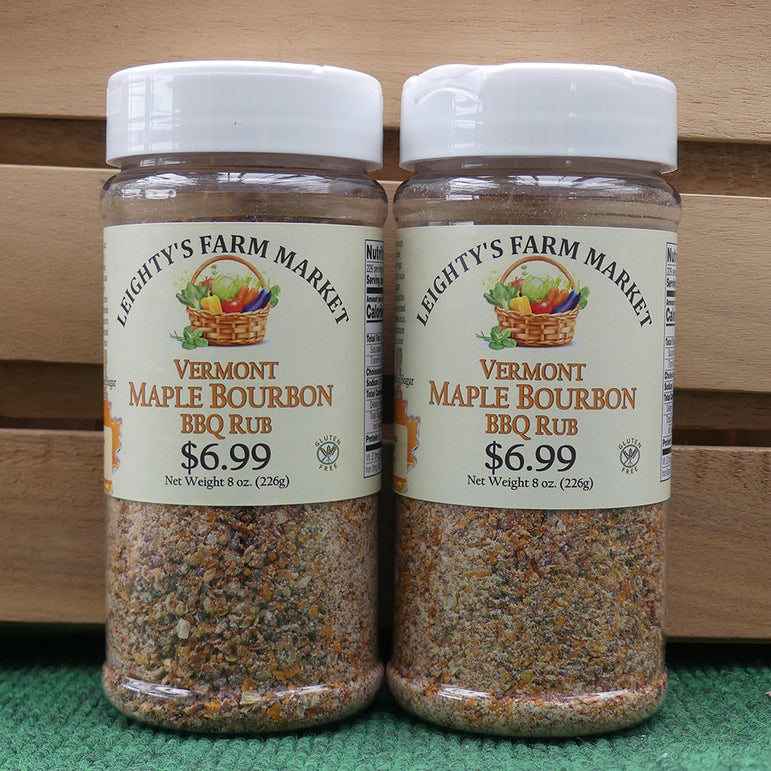 LEIGHTY'S FARM MARKET
VERMONT
MAPLE BOURBON
BBQ RUB
$6.99
Net Weight 8 oz. (226g)
GLUTEN
FREE
LEIGHTY'S FARM MARKET
VERMONT
MAPLE BOURBON
BBQ RUB
$6.99
Net Weight 8 oz. (226g)
GLUTEN
FREE
Sugar